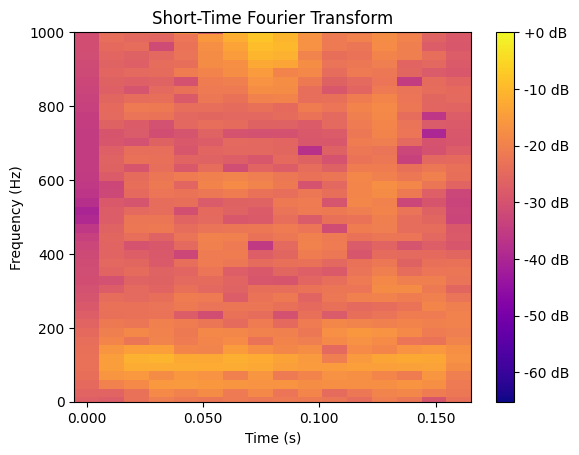 Short-Time Fourier Transform
1000
800
600
400
200
0
Frequency (Hz)
0.000
0.050
0.100
0.150
Time (s)
+0 dB
-10 dB
-20 dB
-30 dB
-40 dB
-50 dB
-60 dB